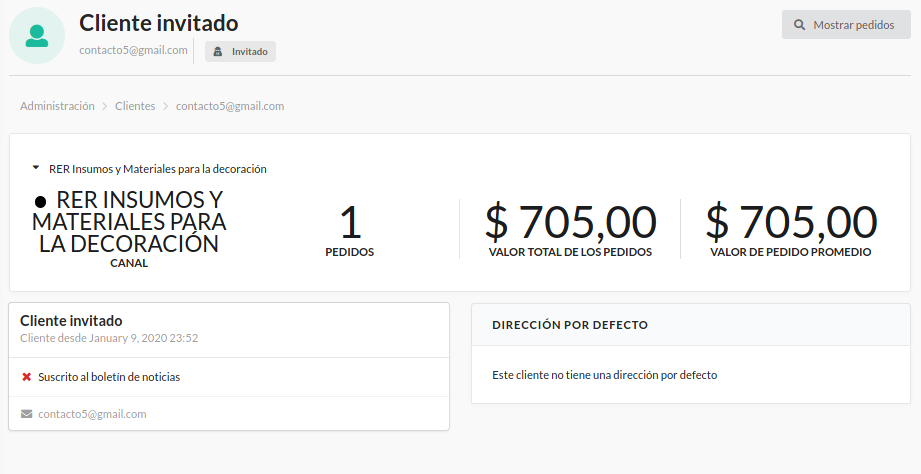 Cliente invitado
contacto5@gmail.com
Invitado
Mostrar pedidos
Administración
Clientes
contacto5@gmail.com
RER Insumos y Materiales para la decoración
RER INSUMOS Y
MATERIALES PARA
LA DECORACIÓN
CANAL
1
PEDIDOS
$ 705,00
VALOR TOTAL DE LOS PEDIDOS
$ 705,00
VALOR DE PEDIDO PROMEDIO
Cliente invitado
Cliente desde January 9, 2020 23:52
Suscrito al boletín de noticias
contacto5@gmail.com
DIRECCIÓN POR DEFECTO
Este cliente no tiene una dirección por defecto